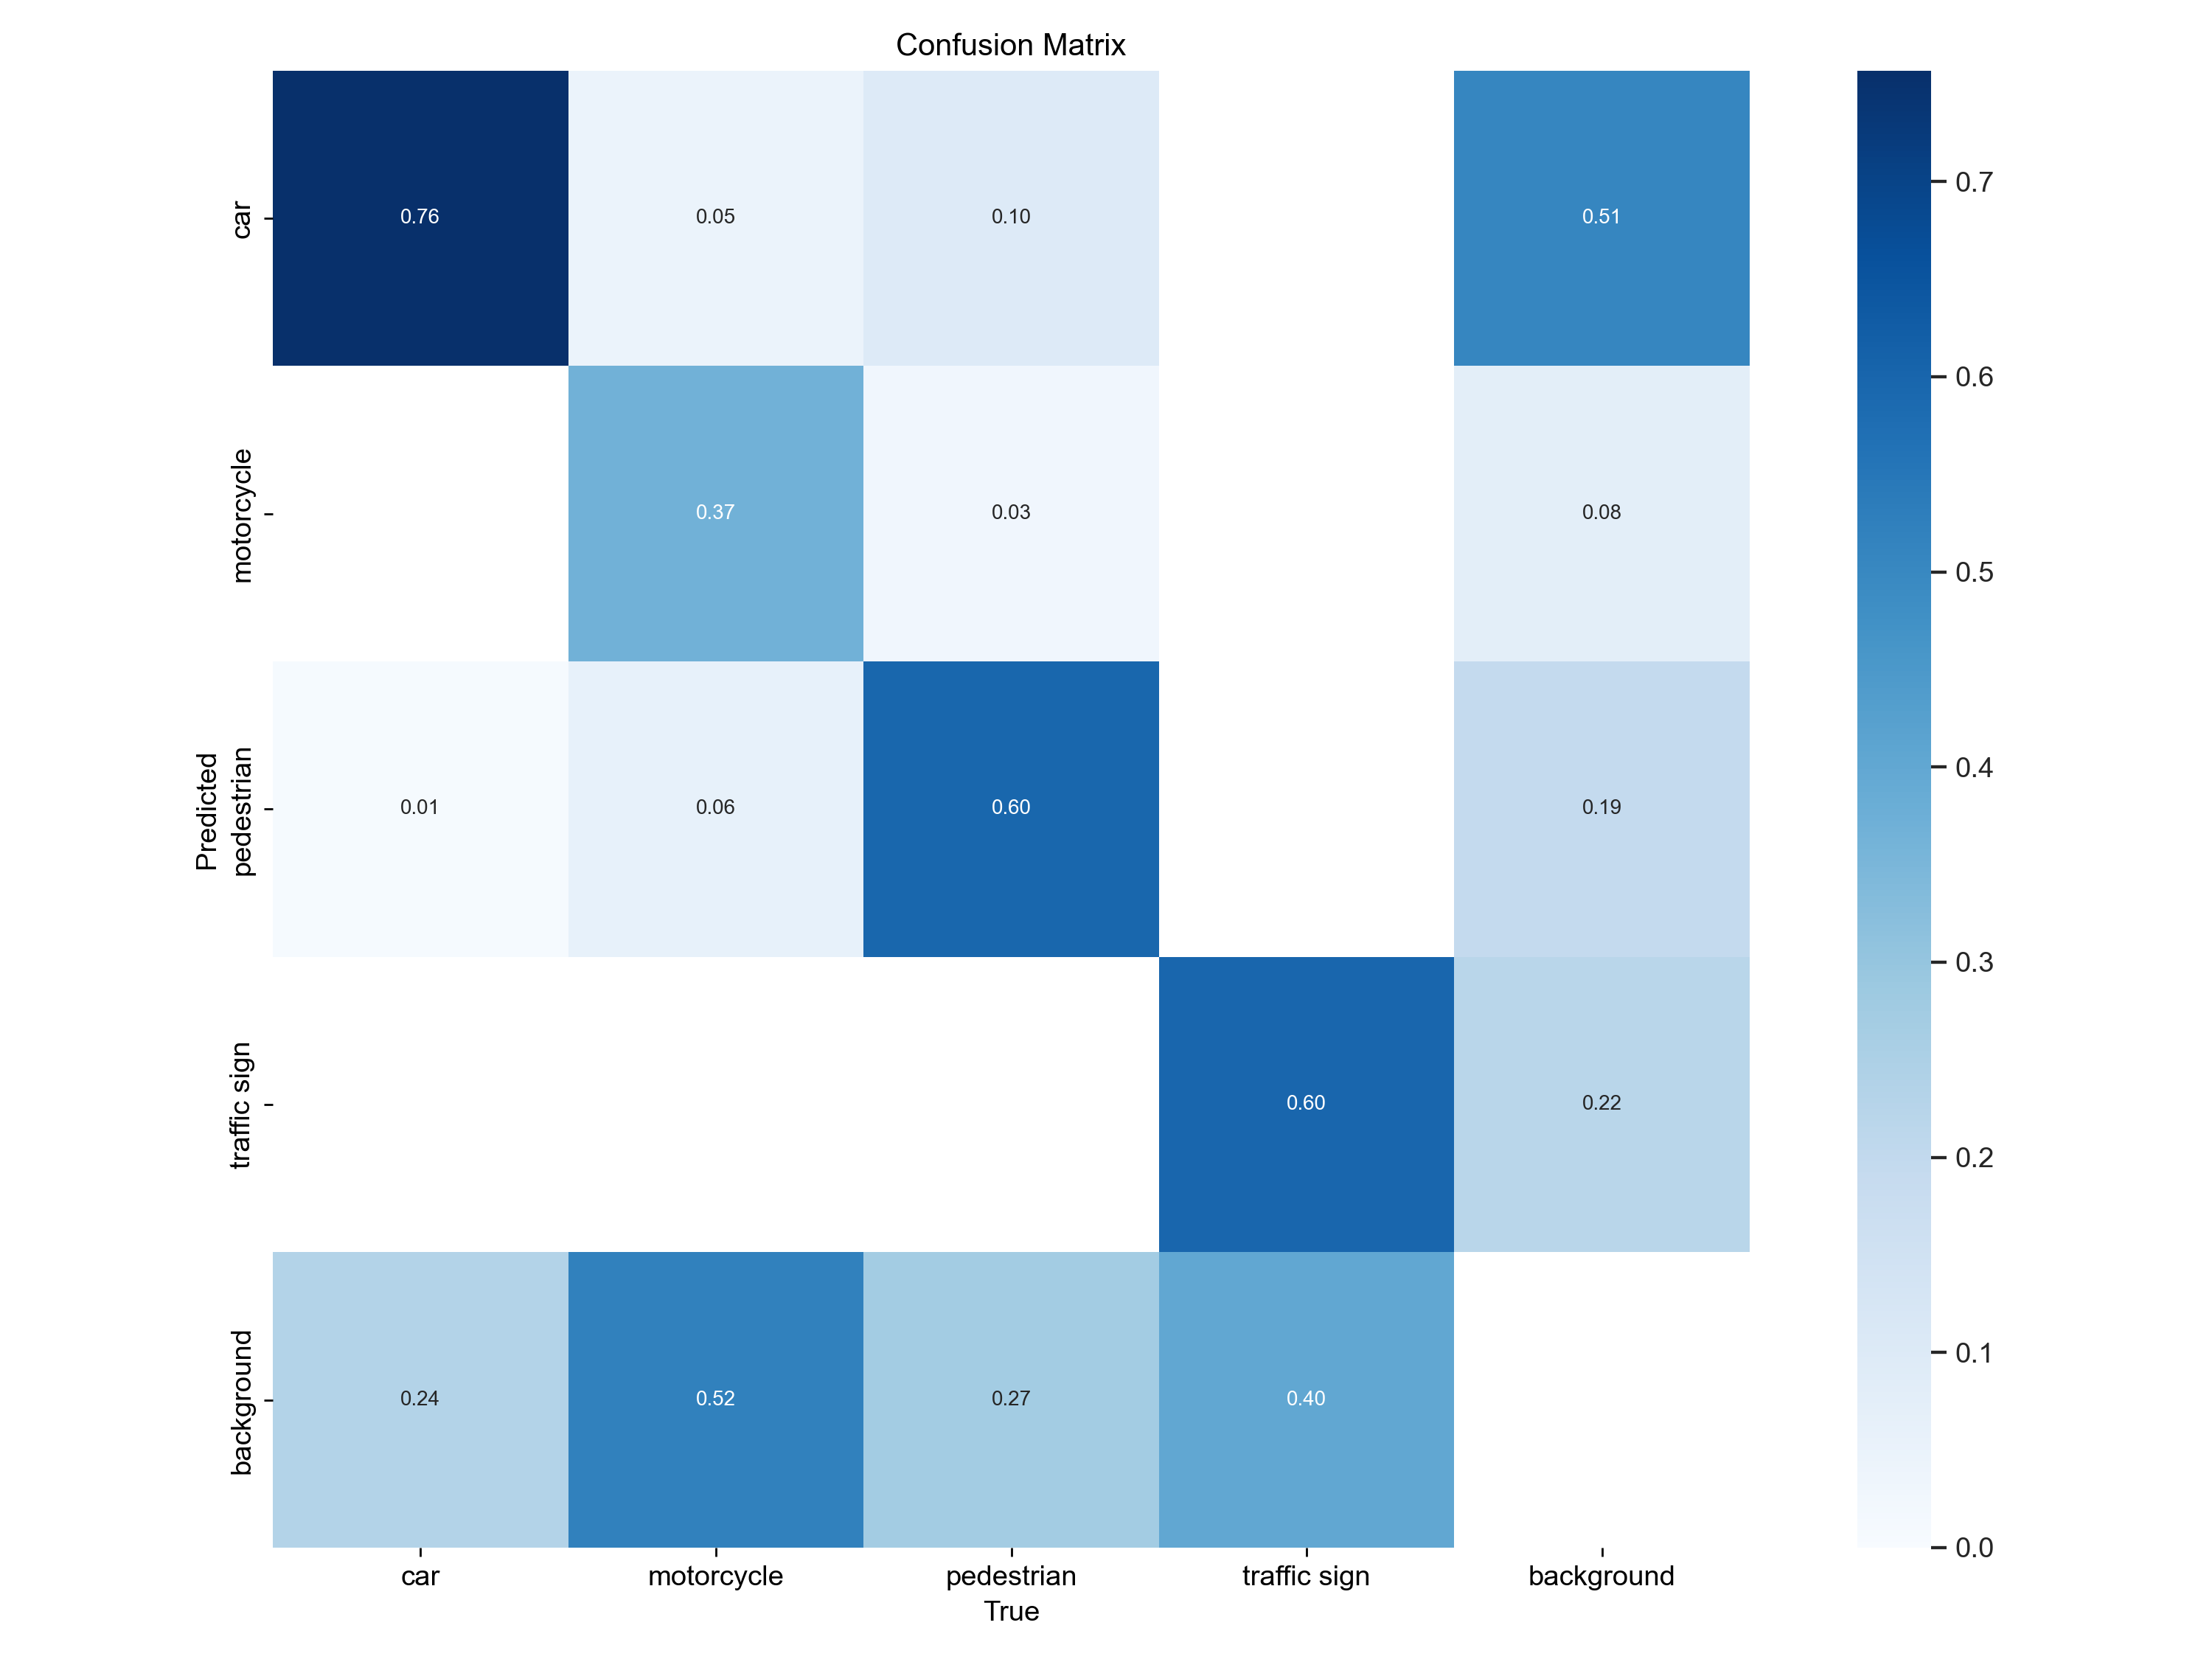 Confusion Matrix
car
0.76
0.05
0.10
0.51
motorcycle
0.37
0.03
0.08
Predicted
pedestrian
0.01
0.06
0.60
0.19
traffic sign
0.60
0.22
background
0.24
0.52
0.27
0.40
car
motorcycle
pedestrian
traffic sign
background
True
0.7
0.6
0.5
0.4
0.3
0.2
0.1
0.0